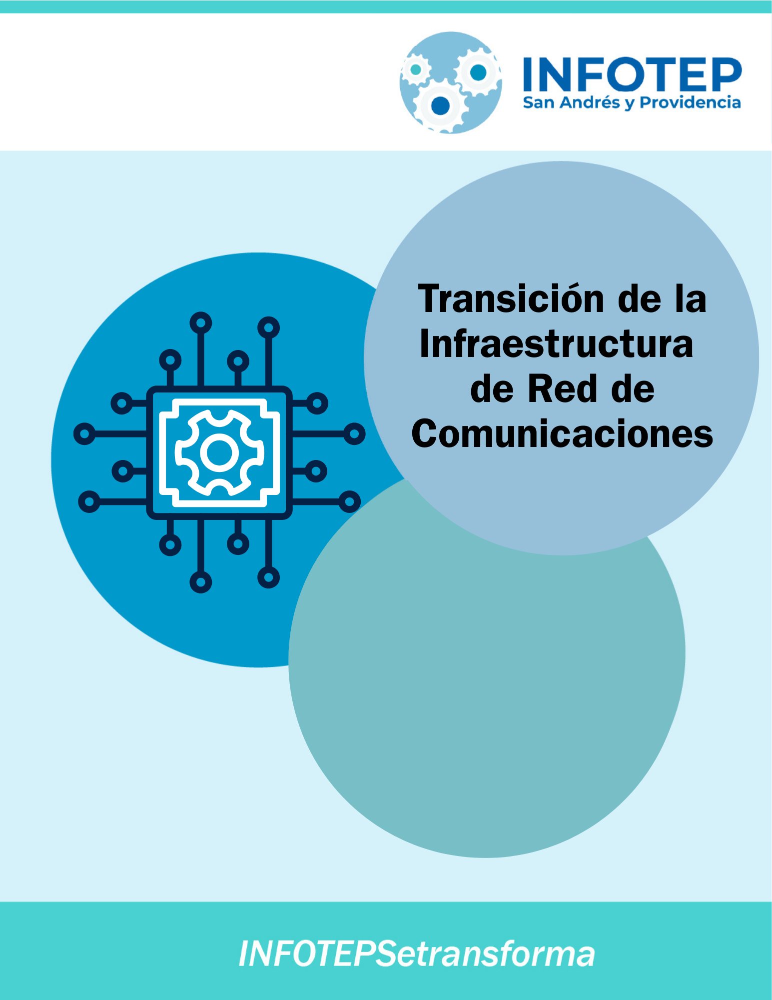 INFOTEP
San Andrés y Providencia
Transición de la
Infraestructura
de Red de
Comunicaciones
INFOTEPSetransforma